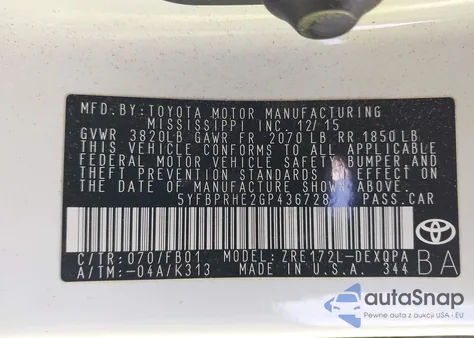 MFD. BY: TOYOTA MOTOR MANUFACTURING
MISSISSIPPI INC. 12/15
GVWR 3820LB GAWR FR 2070 LB RR 1850 LB
THIS VEHICLE CONFORMS TO ALL APPLICABLE
FEDERAL MOTOR VEHICLE SAFETY, BUMPER, AND
THEFT PREVENTION STANDARDS IN EFFECT ON
THE DATE OF MANUFACTURE SHOWN ABOVE.
5YFBPRHE2GP436728 PASS. CAR
C/TR: 070/FB01 MODEL: ZRE172L-DEXQPA
A/TM: -04A/K313 MADE IN U.S.A. 344 BA
autoSnap
Pewne auta z USA i EU